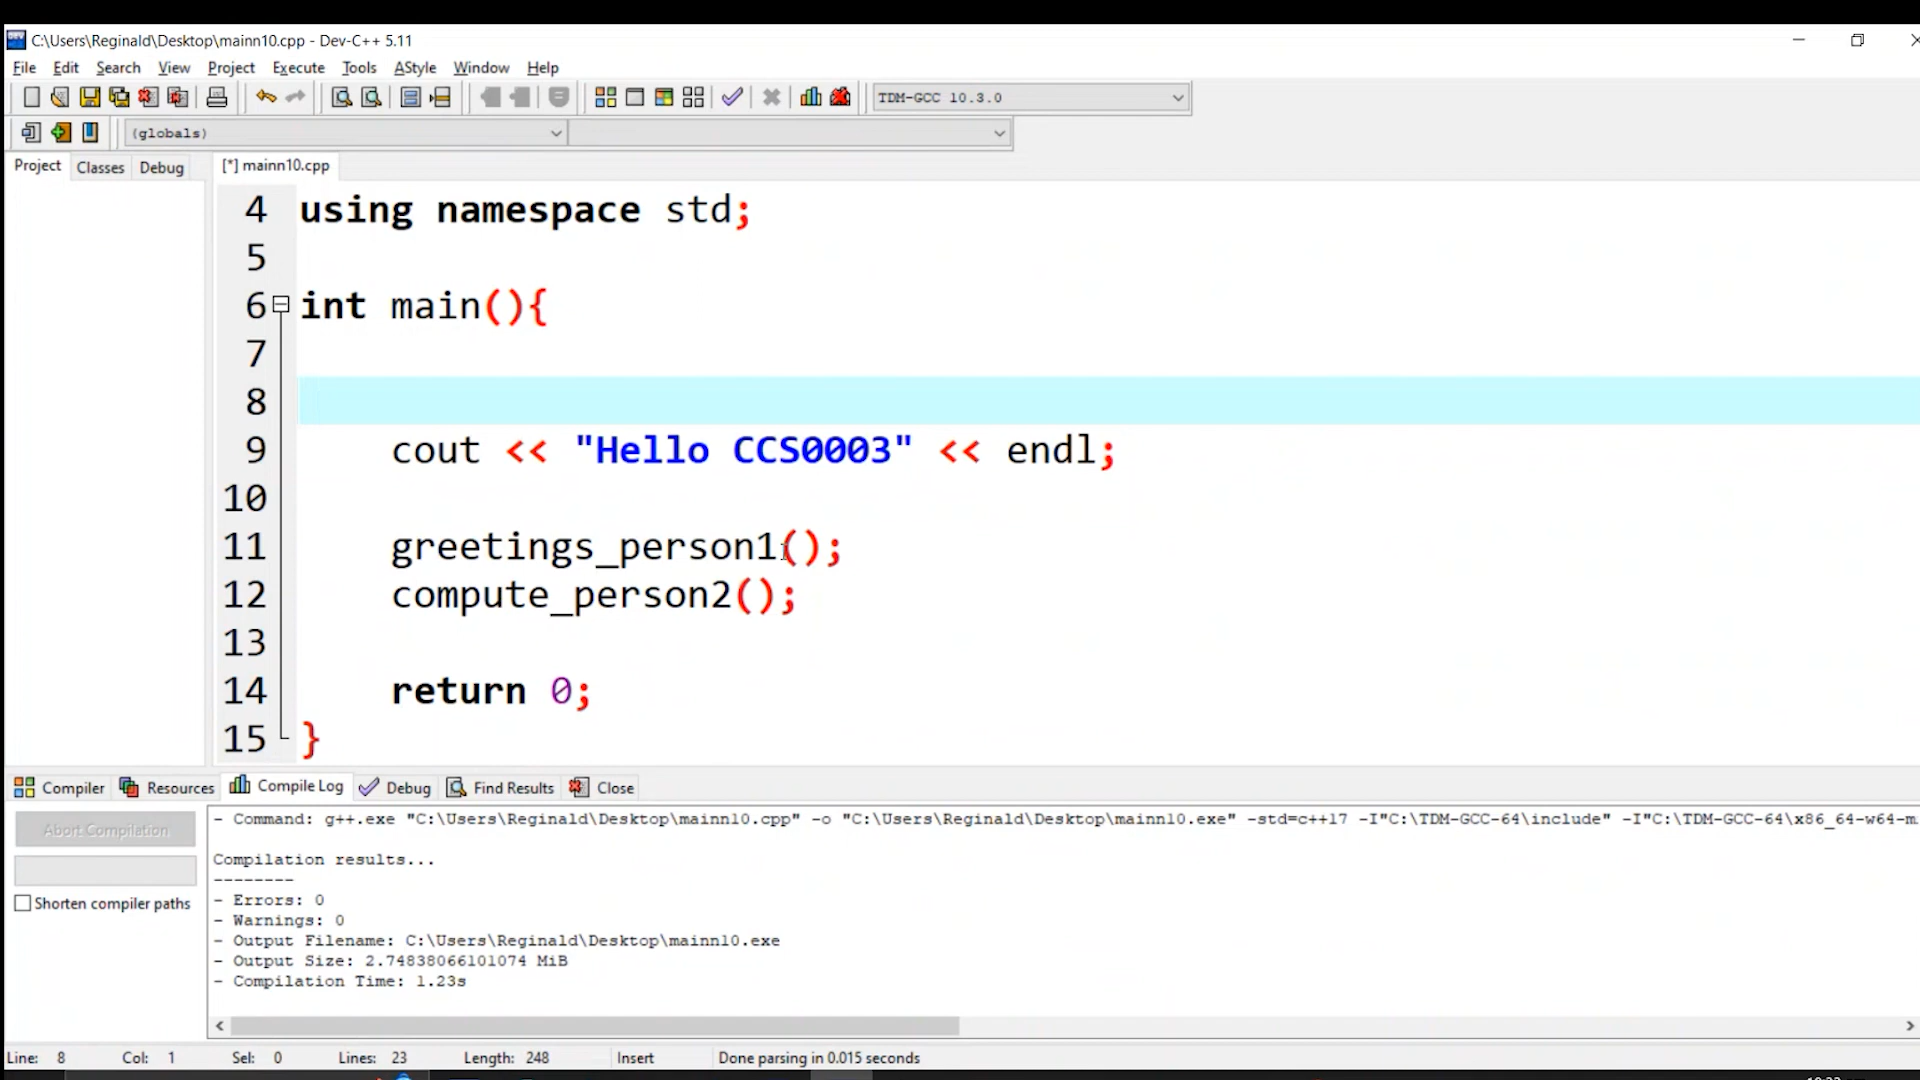 C:\Users\Reginald\Desktop\mainn10.cpp - Dev-C++ 5.11
File Edit Search View Project Execute Tools AStyle Window Help
TDM-GCC 10.3.0
(globals)
Project Classes Debug [*] mainn10.cpp
4 using namespace std;
5
6 int main(){
7
8
9 cout << "Hello CCS0003" << endl;
10
11 greetings_person1();
12 compute_person2();
13
14 return 0;
15 }
Compiler Resources Compile Log Debug Find Results Close
Abort Compilation
Shorten compiler paths
- Command: g++.exe "C:\Users\Reginald\Desktop\mainn10.cpp" -o "C:\Users\Reginald\Desktop\mainn10.exe" -std=c++17 -I"C:\TDM-GCC-64\include" -I"C:\TDM-GCC-64\x86_64-w64-m
Compilation results...
--------
- Errors: 0
- Warnings: 0
- Output Filename: C:\Users\Reginald\Desktop\mainn10.exe
- Output Size: 2.74838066101074 MiB
- Compilation Time: 1.23s
Line: 8 Col: 1 Sel: 0 Lines: 23 Length: 248 Insert Done parsing in 0.015 seconds